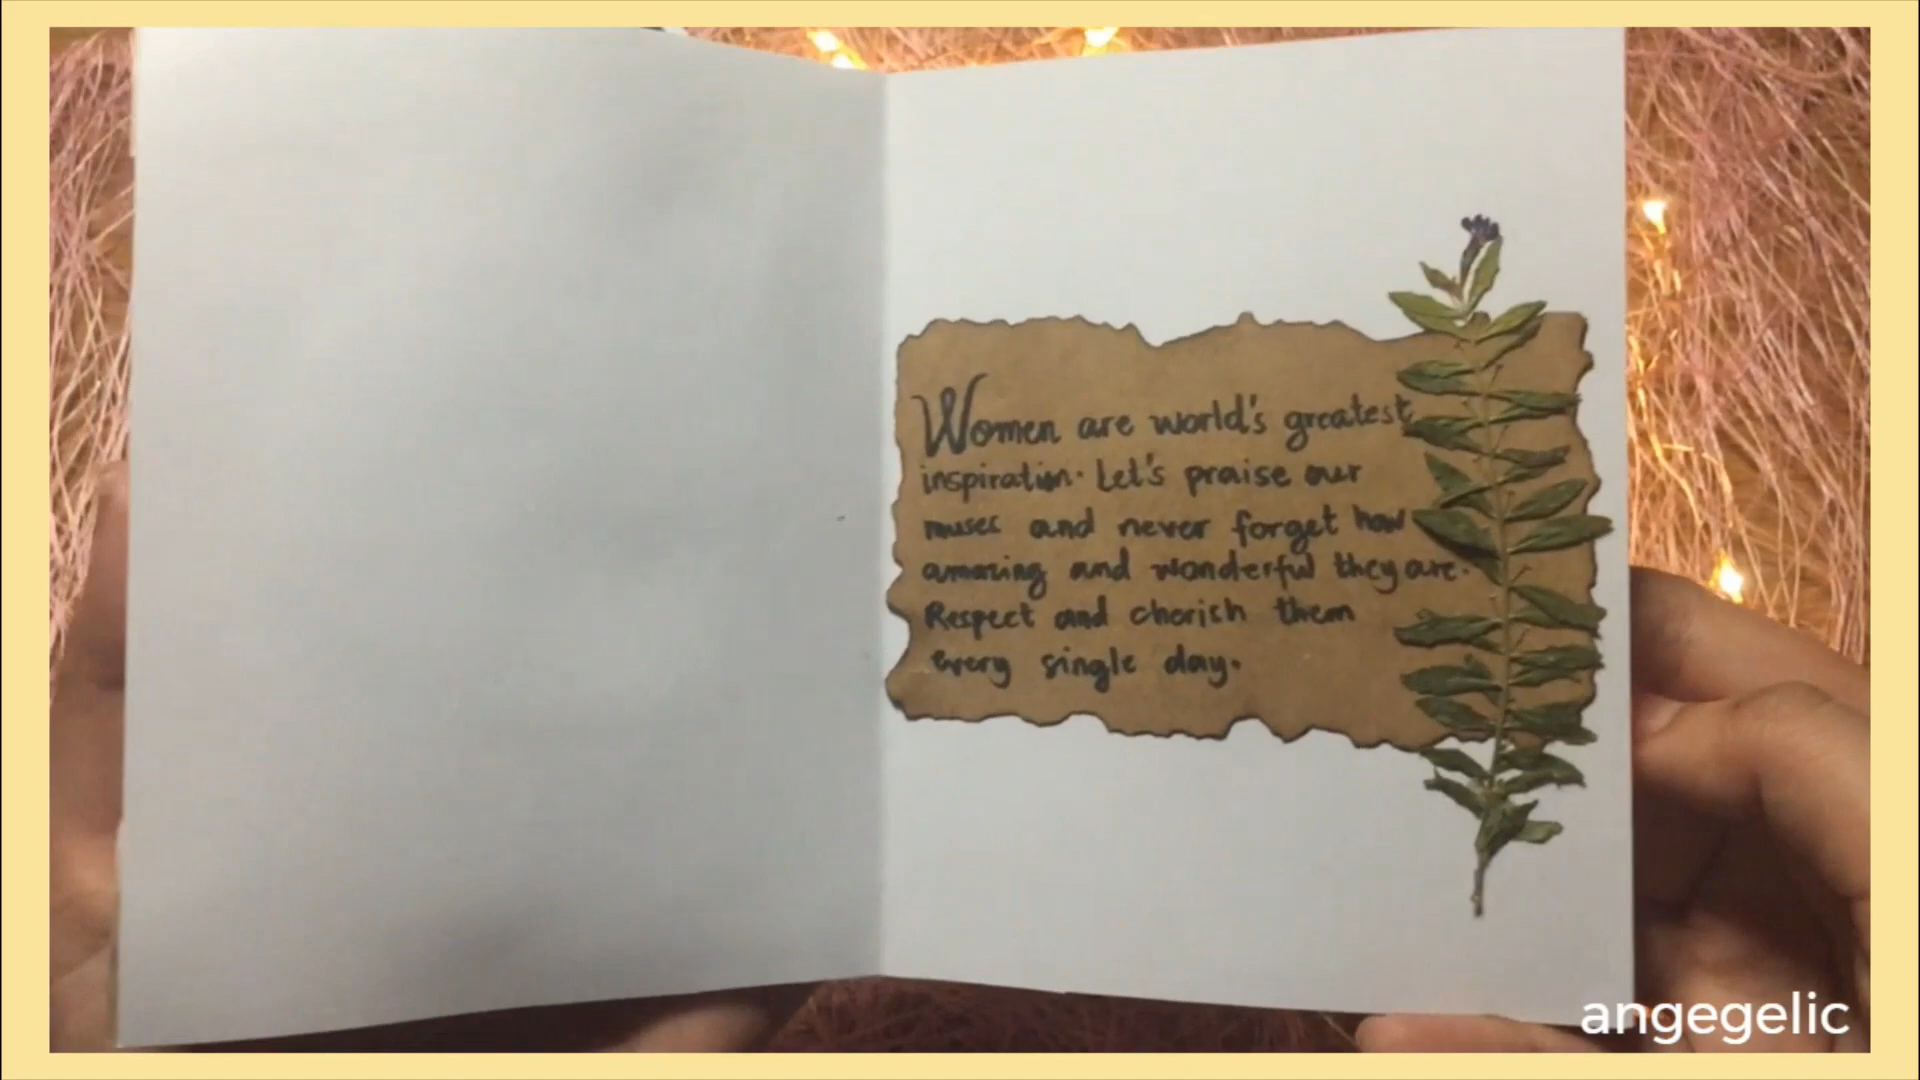 Women are world's greatest
inspiration. Let's praise our
muses and never forget how
amazing and wonderful they are.
Respect and cherish them
every single day.
angegelic